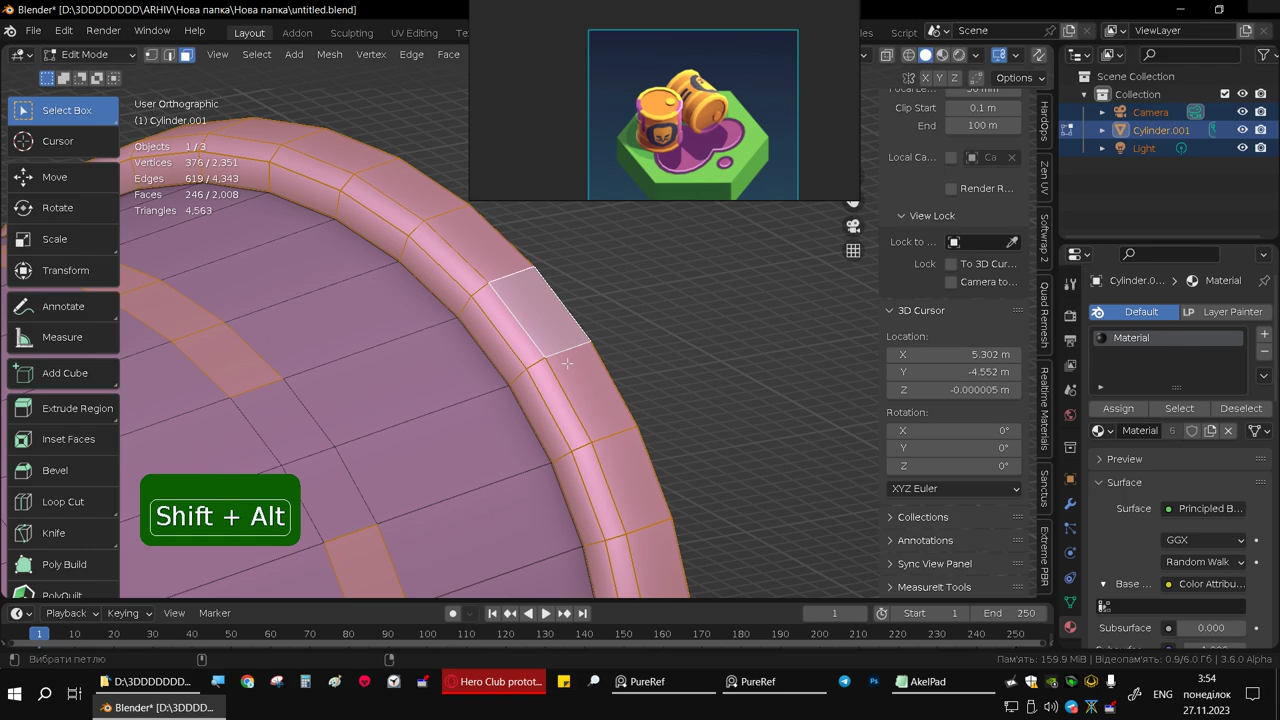 Blender* [D:\3DDDDDDDD\ARHIV\Нова папка\Нова папка\untitled.blend]
File Edit Render Window Help Layout Addon Sculpting UV Editing Scene ViewLayer
Edit Mode View Select Add Mesh Vertex Edge Face
Options
Select Box
Cursor
Move
Rotate
Scale
Transform
Annotate
Measure
Add Cube
Extrude Region
Inset Faces
Bevel
Loop Cut
Knife
Poly Build
PolyQuilt
User Orthographic
(1) Cylinder.001
Objects 1 / 3
Vertices 376 / 2,351
Edges 619 / 4,343
Faces 246 / 2,008
Triangles 4,563
Shift + Alt
Clip Start 0.1 m
End 100 m
Local Ca... Ca
Render R...
View Lock
Lock to ...
Lock To 3D Cur...
Camera to...
3D Cursor
Location:
X 5.302 m
Y -4.552 m
Z -0.000005 m
Rotation:
X 0°
Y 0°
Z 0°
XYZ Euler
Collections
Annotations
Sync View Panel
MeasureIt Tools
HardOps
Zen UV
Softwrap 2
Quad Remesh
Realtime Materials
Sanctus
Extreme PBR
Scene Collection
Collection
Camera
Cylinder.001
Light
Cylinder.0... Material
Default LP Layer Painter
Material
Assign Select Deselect
Material 6
Preview
Surface
Surface Principled B...
GGX
Random Walk
Base ... Color Attribu...
Subsurface 0.000
Playback Keying View Marker 1 Start 1 End 250
1 10 20 30 40 50 60 70 80 90 100 110 120 130 140 150 160 170 180 190 200 210 220 230 240 250
Вибрати петлю Пам'ять: 159.9 MiB | Відеопам'ять: 0.9/6.0 Гі | 3.6.0 Alpha
D:\3DDDDDDD... Hero Club protot... PureRef PureRef AkelPad 3:54
ENG понеділок
Blender* [D:\3DDDD... 27.11.2023